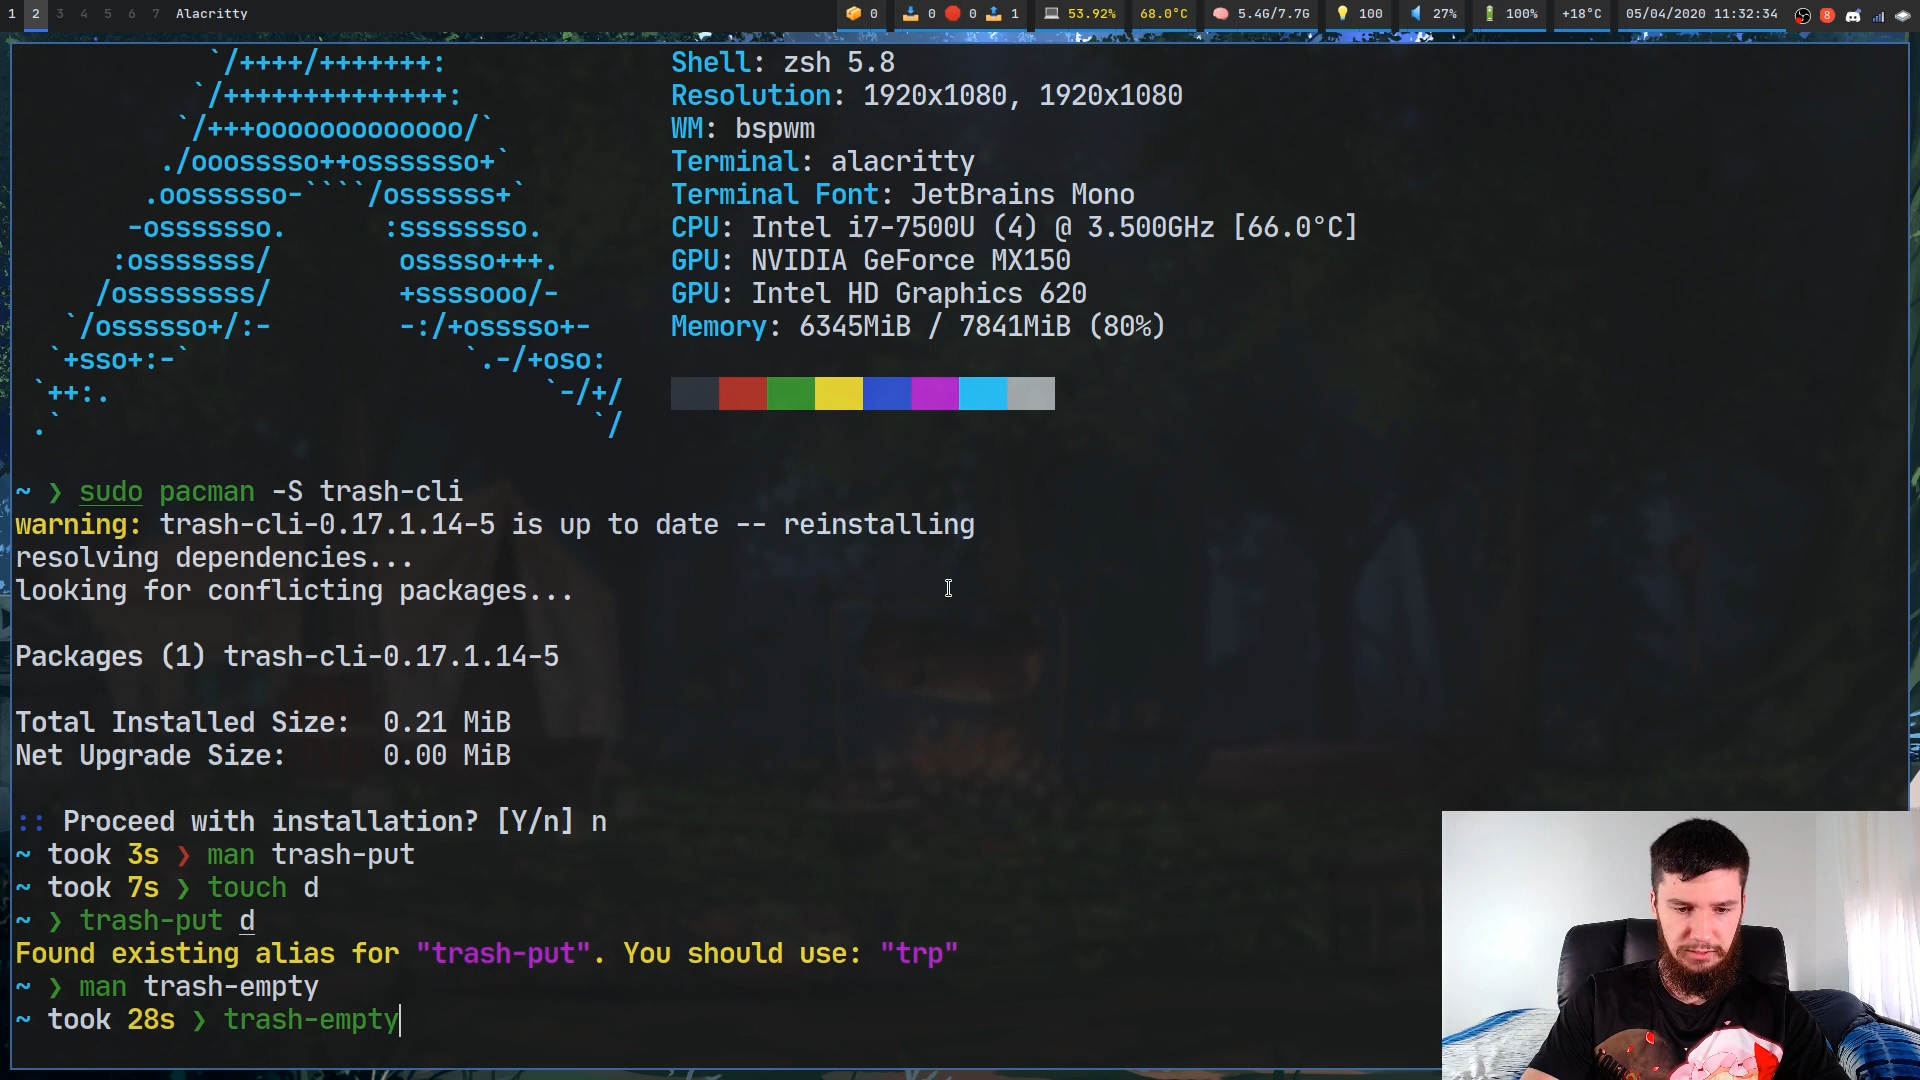 1 2 3 4 5 6 7 Alacritty 0 0 0 1 53.92% 68.0°C 5.4G/7.7G 100 27% 100% +18°C 05/04/2020 11:32:34 8
`/++++/+++++++: Shell: zsh 5.8
`/++++++++++++++: Resolution: 1920x1080, 1920x1080
`/+++ooooooooooooo/` WM: bspwm
./ooosssso++osssssso+` Terminal: alacritty
.oossssso-````/ossssss+` Terminal Font: JetBrains Mono
-osssssso. :ssssssso. CPU: Intel i7-7500U (4) @ 3.500GHz [66.0°C]
:osssssss/ osssso+++. GPU: NVIDIA GeForce MX150
/ossssssss/ +ssssooo/- GPU: Intel HD Graphics 620
`/ossssso+/:- -:/+osssso+- Memory: 6345MiB / 7841MiB (80%)
`+sso+:-` `.-/+oso:
`++:. `-/+/
.` `/
~ ❯ sudo pacman -S trash-cli
warning: trash-cli-0.17.1.14-5 is up to date -- reinstalling
resolving dependencies...
looking for conflicting packages...
Packages (1) trash-cli-0.17.1.14-5
Total Installed Size: 0.21 MiB
Net Upgrade Size: 0.00 MiB
:: Proceed with installation? [Y/n] n
~ took 3s ❯ man trash-put
~ took 7s ❯ touch d
~ ❯ trash-put d
Found existing alias for "trash-put". You should use: "trp"
~ ❯ man trash-empty
~ took 28s ❯ trash-empty